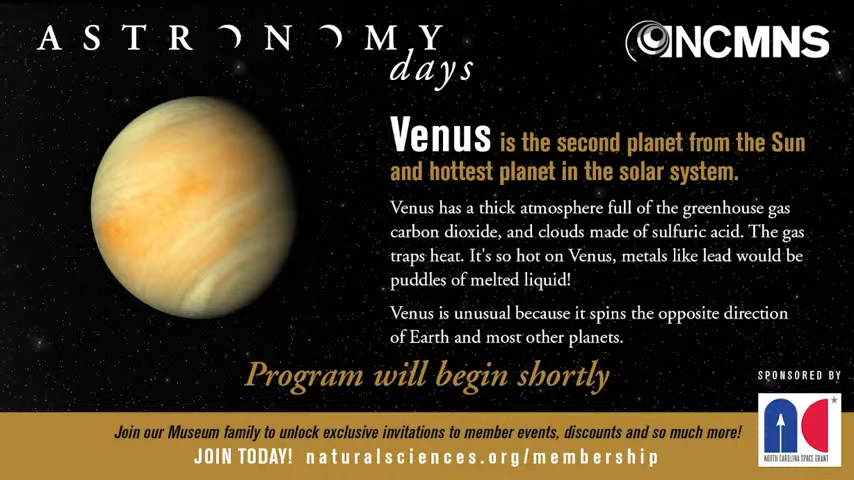 ASTRONOMY
days
NCMNS
Venus is the second planet from the Sun
and hottest planet in the solar system.
Venus has a thick atmosphere full of the greenhouse gas
carbon dioxide, and clouds made of sulfuric acid. The gas
traps heat. It's so hot on Venus, metals like lead would be
puddles of melted liquid!
Venus is unusual because it spins the opposite direction
of Earth and most other planets.
Program will begin shortly
SPONSORED BY
Join our Museum family to unlock exclusive invitations to member events, discounts and so much more!
JOIN TODAY! naturalsciences.org/membership
NORTH CAROLINA SPACE GRANT